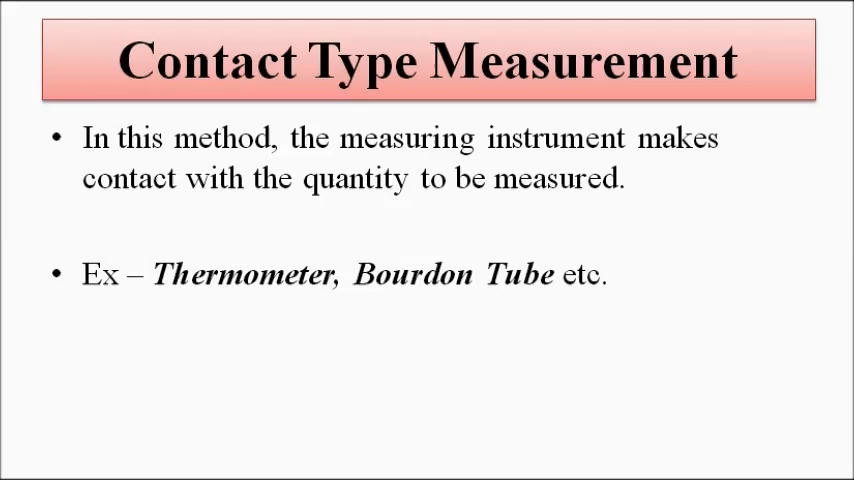 Contact Type Measurement
• In this method, the measuring instrument makes
contact with the quantity to be measured.
• Ex – Thermometer, Bourdon Tube etc.